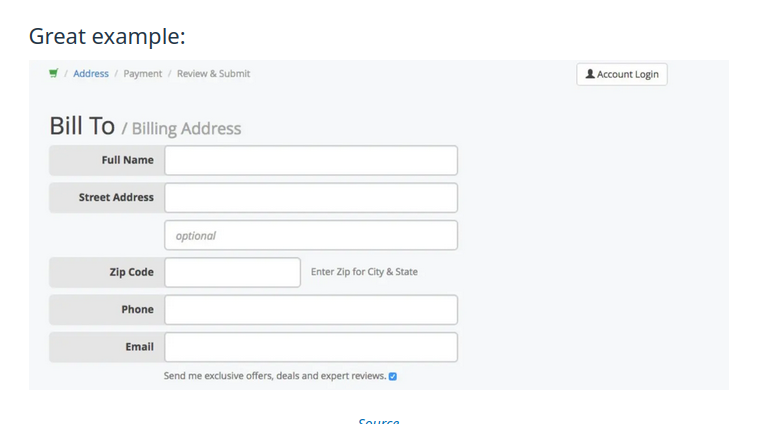 Great example:
/ Address / Payment / Review & Submit
Account Login
Bill To / Billing Address
Full Name
Street Address
optional
Zip Code
Enter Zip for City & State
Phone
Email
Send me exclusive offers, deals and expert reviews.
Source